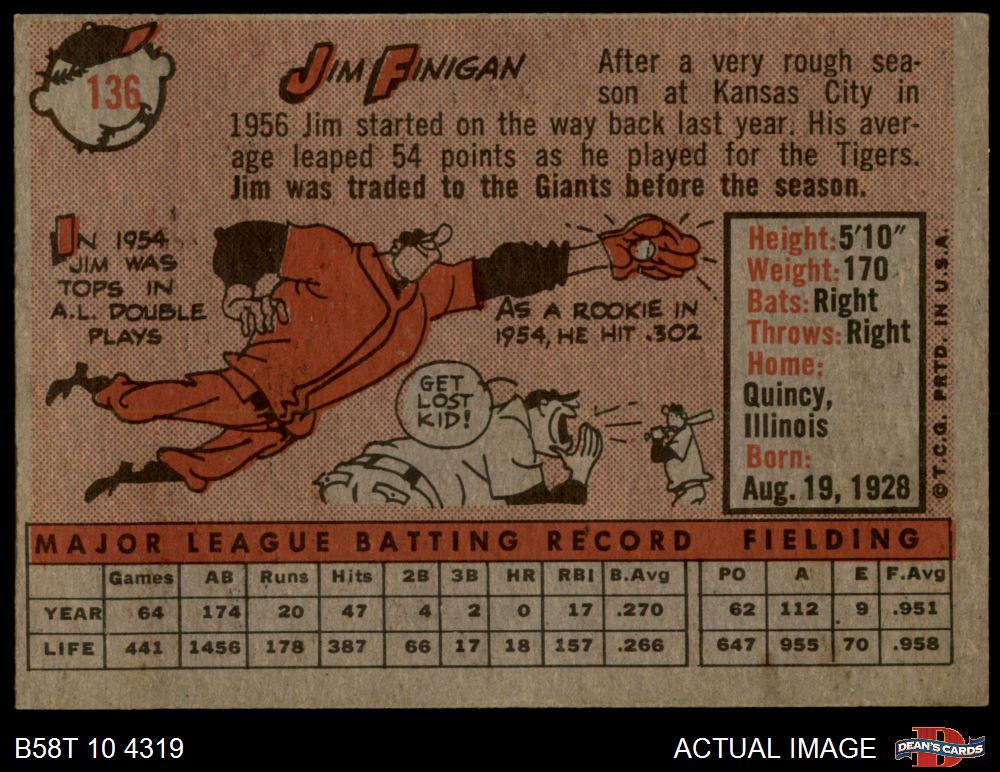 136
JIM FINIGAN
After a very rough sea-
son at Kansas City in
1956 Jim started on the way back last year. His aver-
age leaped 54 points as he played for the Tigers.
Jim was traded to the Giants before the season.
IN 1954
JIM WAS
TOPS IN
A.L. DOUBLE
PLAYS
AS A ROOKIE IN
1954, HE HIT .302
GET
LOST
KID!
Height: 5'10"
Weight: 170
Bats: Right
Throws: Right
Home:
Quincy,
Illinois
Born:
Aug. 19, 1928
© T.C.G. PRTD. IN U.S.A.
MAJOR LEAGUE BATTING RECORD FIELDING
Games AB Runs Hits 2B 3B HR RBI B.Avg PO A E F.Avg
YEAR 64 174 20 47 4 2 0 17 .270 62 112 9 .951
LIFE 441 1456 178 387 66 17 18 157 .266 647 955 70 .958
B58T 10 4319
ACTUAL IMAGE
D
DEAN'S CARDS